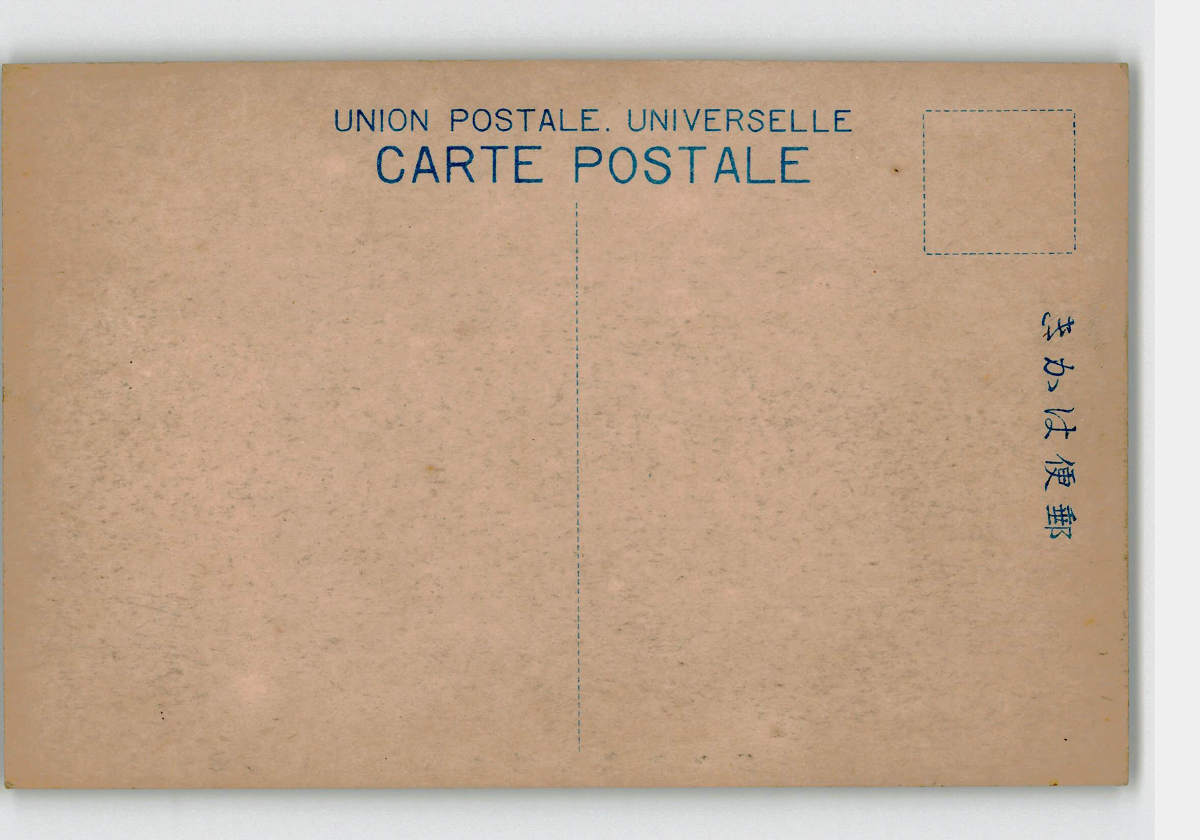 UNION POSTALE. UNIVERSELLE
CARTE POSTALE
郵便はかき